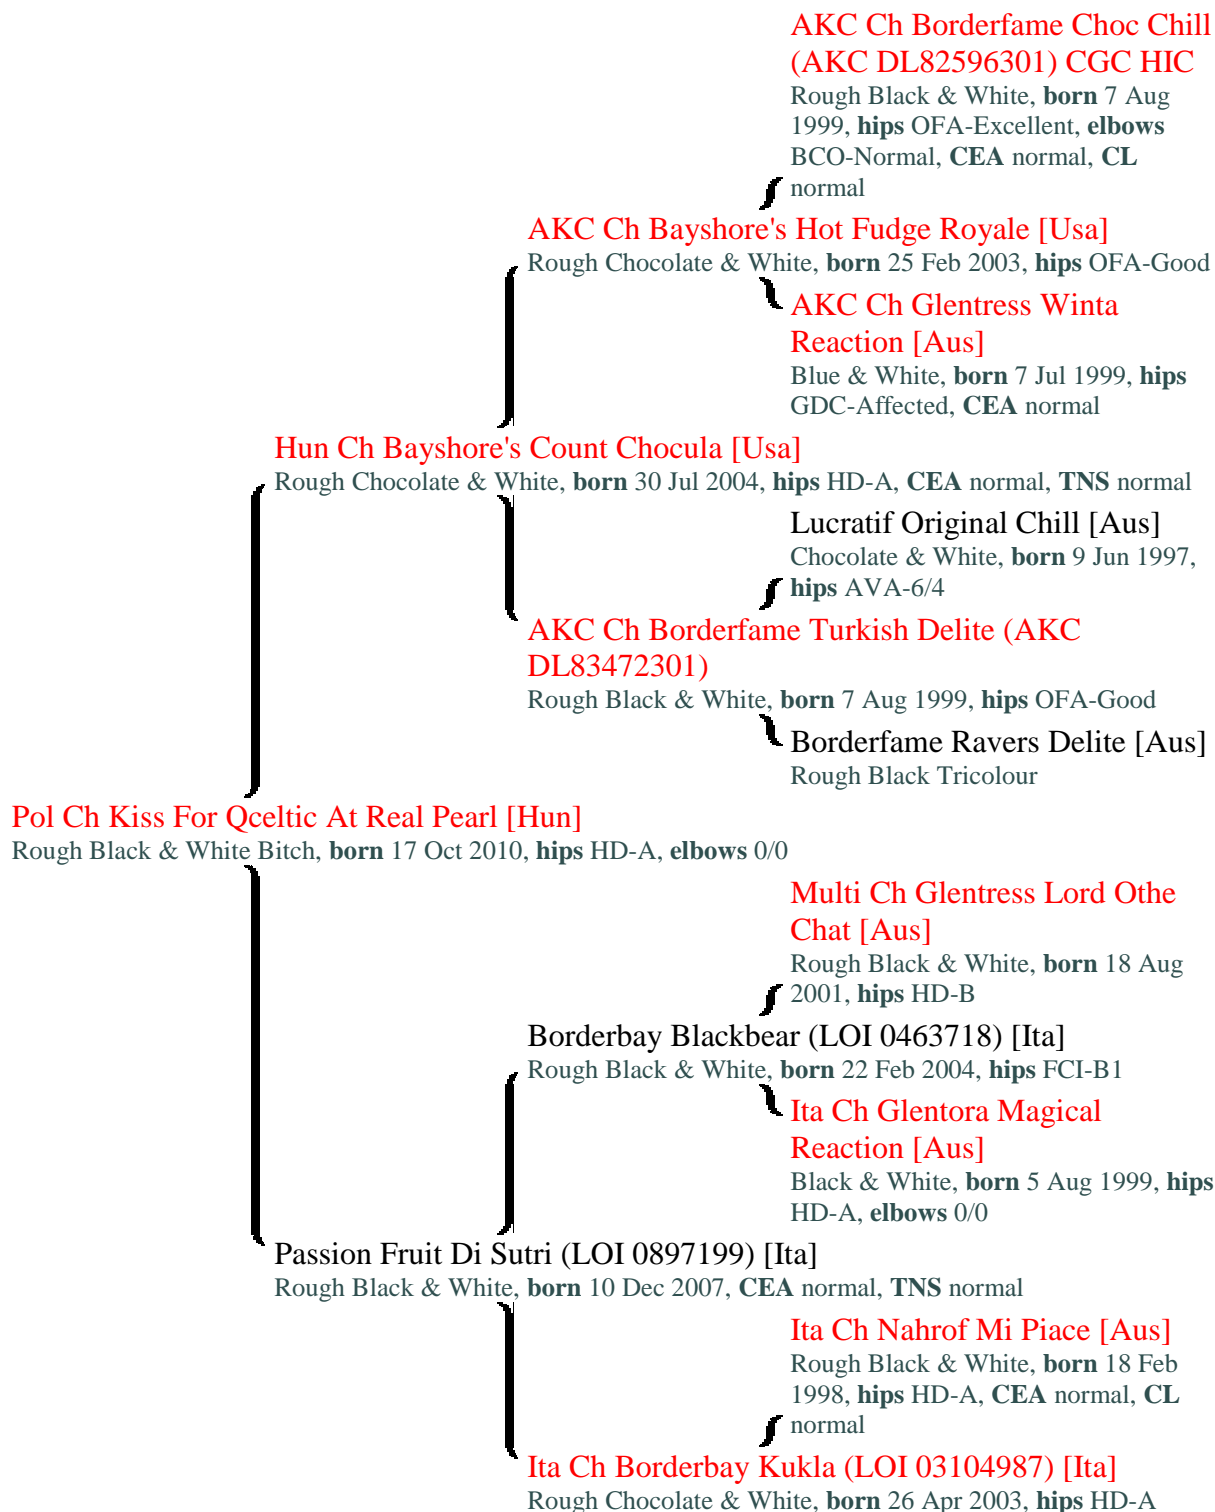 AKC Ch Borderfame Choc Chill
(AKC DL82596301) CGC HIC
Rough Black & White, born 7 Aug
1999, hips OFA-Excellent, elbows
BCO-Normal, CEA normal, CL
normal
AKC Ch Bayshore's Hot Fudge Royale [Usa]
Rough Chocolate & White, born 25 Feb 2003, hips OFA-Good
AKC Ch Glentress Winta
Reaction [Aus]
Blue & White, born 7 Jul 1999, hips
GDC-Affected, CEA normal
Hun Ch Bayshore's Count Chocula [Usa]
Rough Chocolate & White, born 30 Jul 2004, hips HD-A, CEA normal, TNS normal
Lucratif Original Chill [Aus]
Chocolate & White, born 9 Jun 1997,
hips AVA-6/4
AKC Ch Borderfame Turkish Delite (AKC
DL83472301)
Rough Black & White, born 7 Aug 1999, hips OFA-Good
Borderfame Ravers Delite [Aus]
Rough Black Tricolour
Pol Ch Kiss For Qceltic At Real Pearl [Hun]
Rough Black & White Bitch, born 17 Oct 2010, hips HD-A, elbows 0/0
Multi Ch Glentress Lord Othe
Chat [Aus]
Rough Black & White, born 18 Aug
2001, hips HD-B
Borderbay Blackbear (LOI 0463718) [Ita]
Rough Black & White, born 22 Feb 2004, hips FCI-B1
Ita Ch Glentora Magical
Reaction [Aus]
Black & White, born 5 Aug 1999, hips
HD-A, elbows 0/0
Passion Fruit Di Sutri (LOI 0897199) [Ita]
Rough Black & White, born 10 Dec 2007, CEA normal, TNS normal
Ita Ch Nahrof Mi Piace [Aus]
Rough Black & White, born 18 Feb
1998, hips HD-A, CEA normal, CL
normal
Ita Ch Borderbay Kukla (LOI 03104987) [Ita]
Rough Chocolate & White, born 26 Apr 2003, hips HD-A